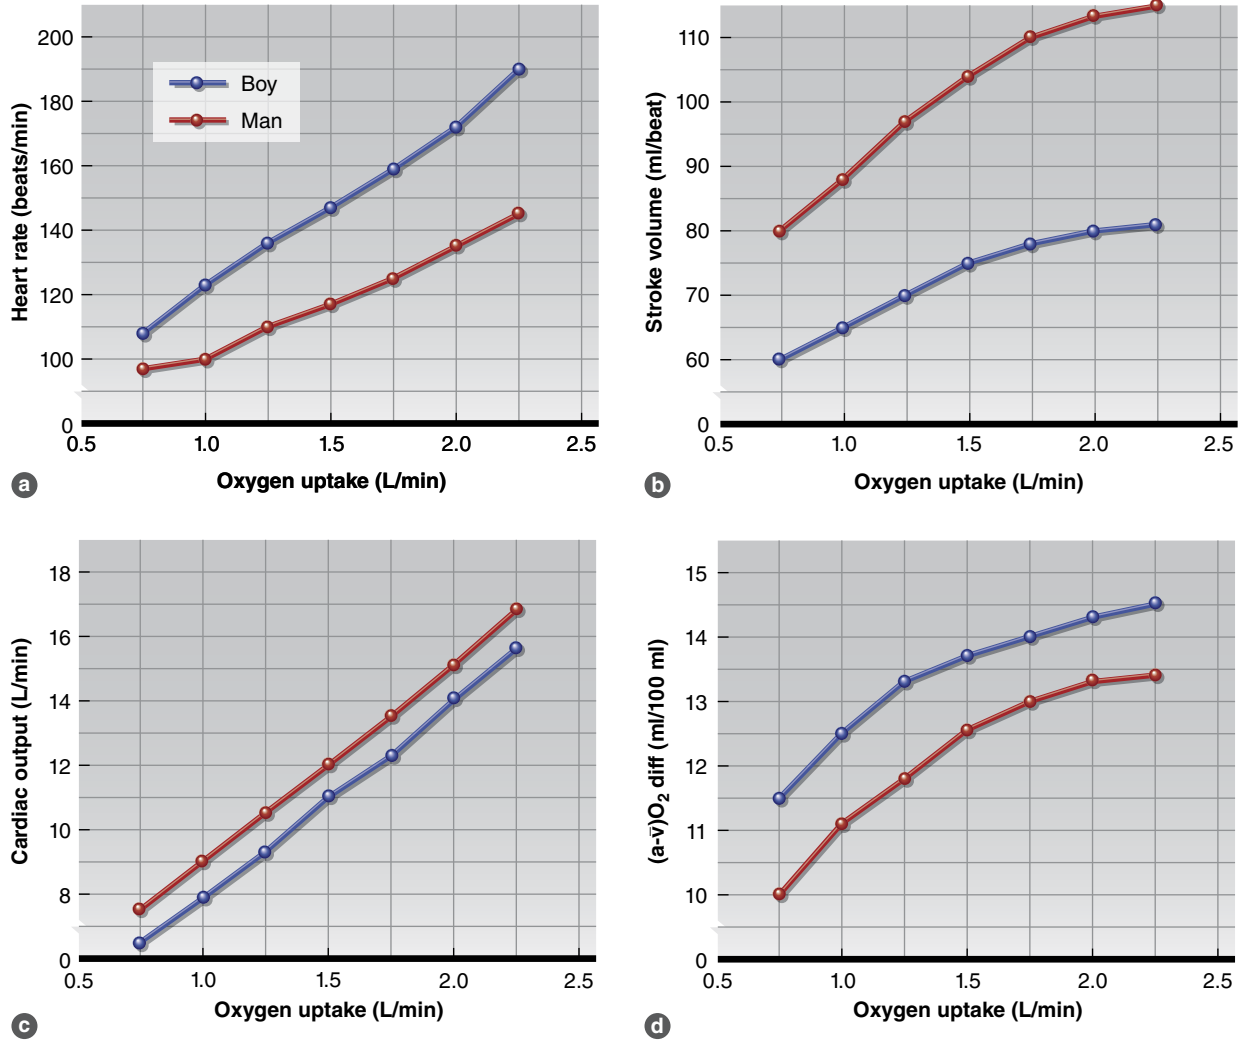 200
180
160
140
120
100
0
Heart rate (beats/min)
Boy
Man
0.5 1.0 1.5 2.0 2.5
Oxygen uptake (L/min)
a
110
100
90
80
70
60
0
Stroke volume (ml/beat)
0.5 1.0 1.5 2.0 2.5
Oxygen uptake (L/min)
b
18
16
14
12
10
8
0
Cardiac output (L/min)
0.5 1.0 1.5 2.0 2.5
Oxygen uptake (L/min)
c
15
14
13
12
11
10
0
(a-v̄)O₂ diff (ml/100 ml)
0.5 1.0 1.5 2.0 2.5
Oxygen uptake (L/min)
d